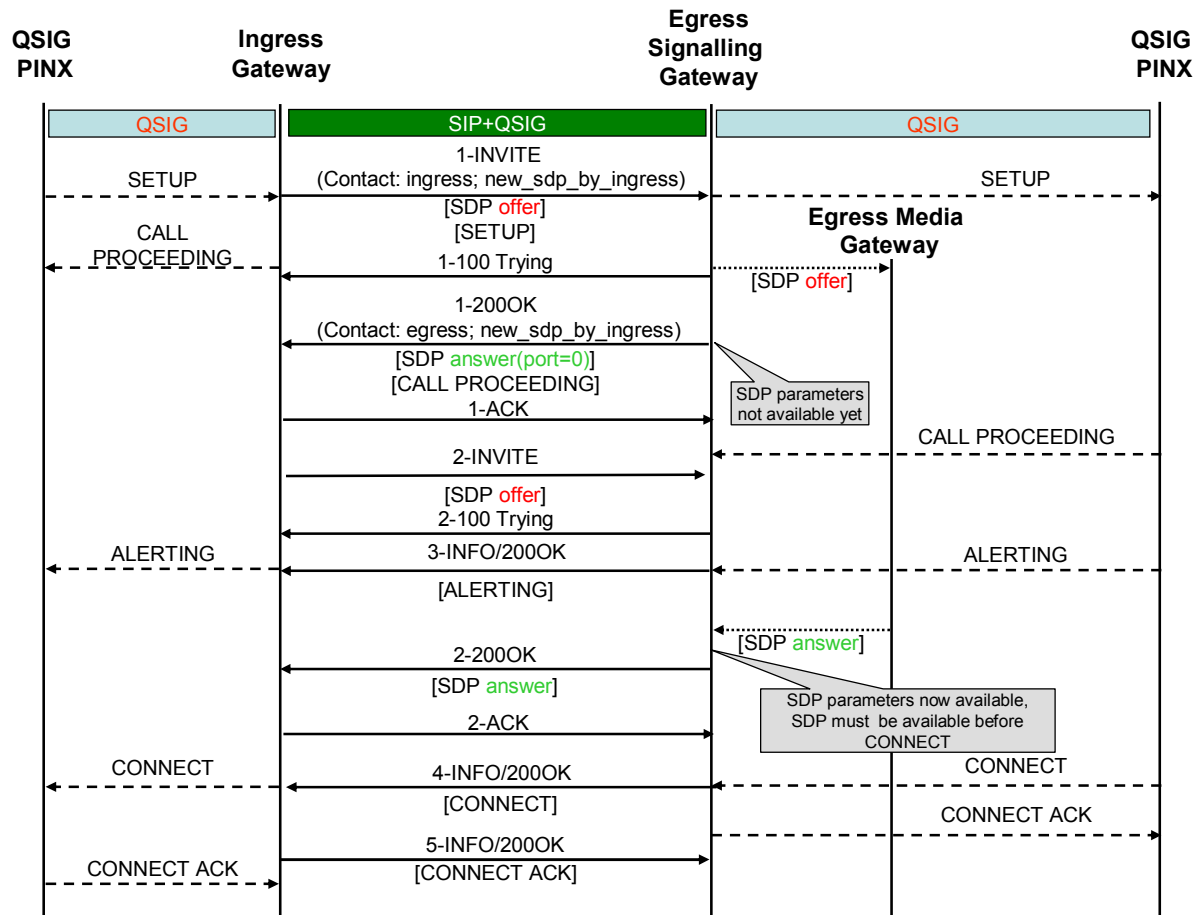 QSIG
PINX
Ingress
Gateway
Egress
Signalling
Gateway
QSIG
PINX
QSIG
SIP+QSIG
QSIG
1-INVITE
(Contact: ingress; new_sdp_by_ingress)
SETUP
SETUP
[SDP offer]
[SETUP]
Egress Media
Gateway
CALL
PROCEEDING
1-100 Trying
[SDP offer]
1-200OK
(Contact: egress; new_sdp_by_ingress)
[SDP answer(port=0)]
[CALL PROCEEDING]
SDP parameters
not available yet
1-ACK
CALL PROCEEDING
2-INVITE
[SDP offer]
2-100 Trying
ALERTING
3-INFO/200OK
ALERTING
[ALERTING]
[SDP answer]
2-200OK
[SDP answer]
SDP parameters now available,
SDP must be available before
CONNECT
2-ACK
CONNECT
4-INFO/200OK
CONNECT
[CONNECT]
CONNECT ACK
5-INFO/200OK
CONNECT ACK
[CONNECT ACK]